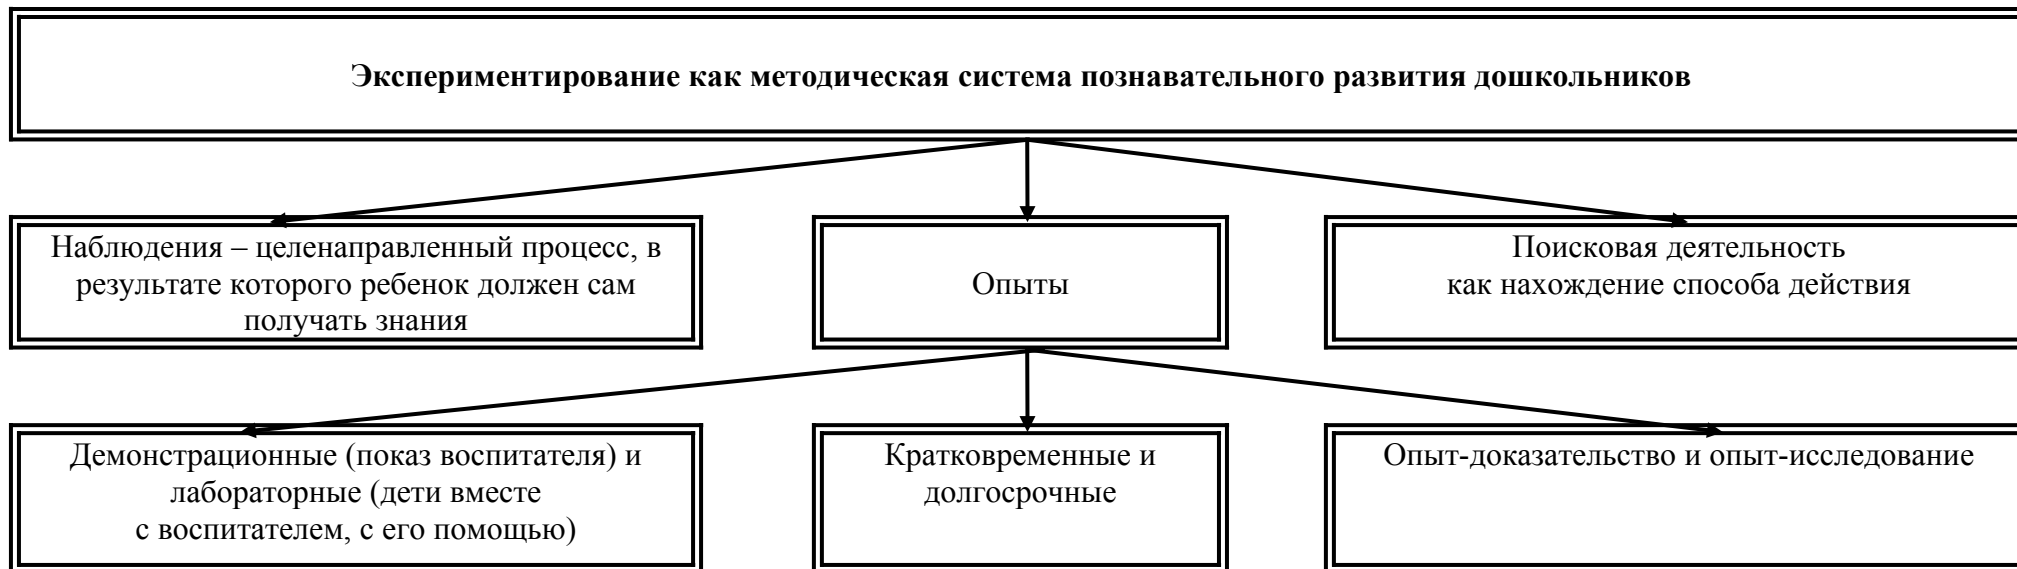 Экспериментирование как методическая система познавательного развития дошкольников
Наблюдения – целенаправленный процесс, в
результате которого ребенок должен сам
получать знания
Опыты
Поисковая деятельность
как нахождение способа действия
Демонстрационные (показ воспитателя) и
лабораторные (дети вместе
с воспитателем, с его помощью)
Кратковременные и
долгосрочные
Опыт-доказательство и опыт-исследование